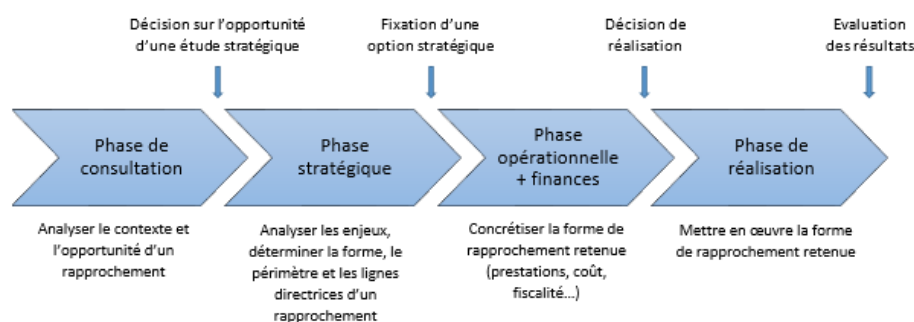 Décision sur l'opportunité
d'une étude stratégique
Fixation d'une
option stratégique
Décision de
réalisation
Evaluation
des résultats
Phase de
consultation
Phase
stratégique
Phase
opérationnelle
+ finances
Phase de
réalisation
Analyser le contexte et
l'opportunité d'un
rapprochement
Analyser les enjeux,
déterminer la forme, le
périmètre et les lignes
directrices d'un
rapprochement
Concrétiser la forme de
rapprochement retenue
(prestations, coût,
fiscalité...)
Mettre en œuvre la forme
de rapprochement retenue